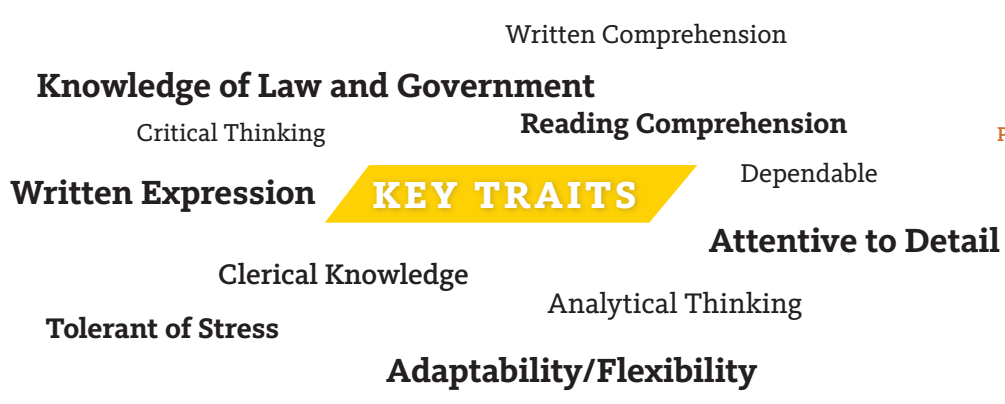 Written Comprehension
Knowledge of Law and Government
Critical Thinking
Reading Comprehension
Dependable
Written Expression
KEY TRAITS
Attentive to Detail
Clerical Knowledge
Analytical Thinking
Tolerant of Stress
Adaptability/Flexibility